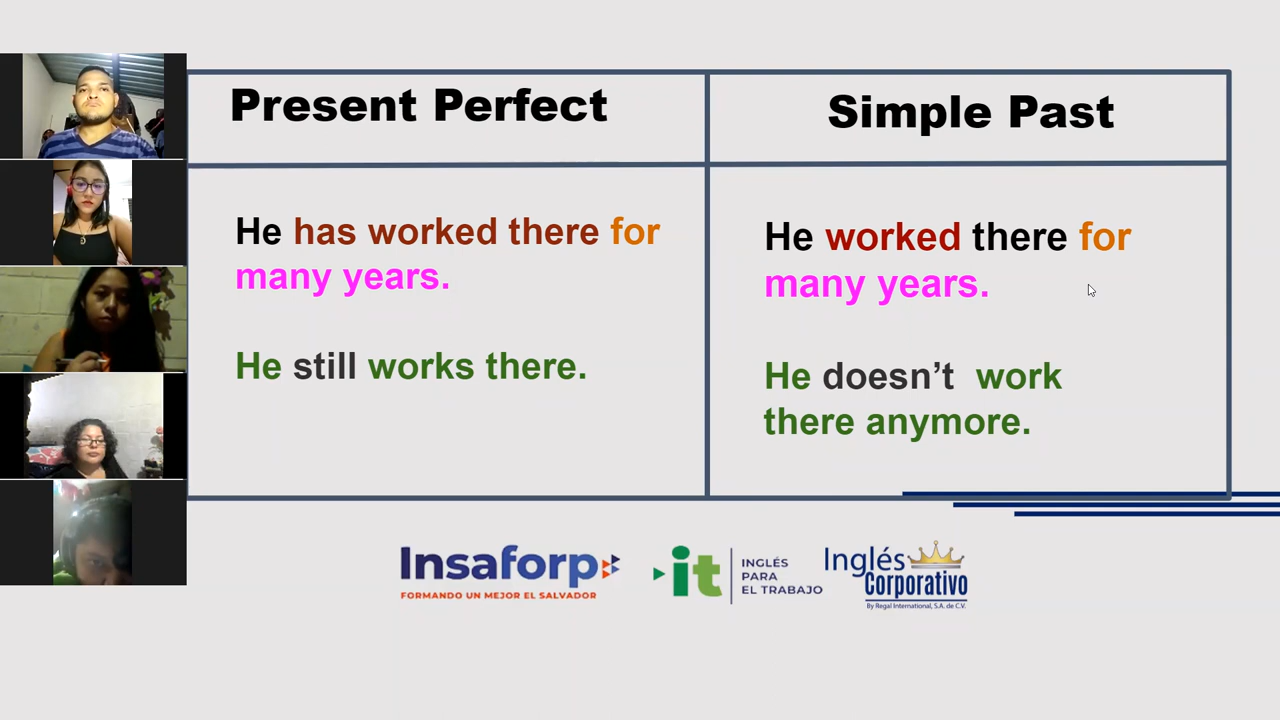 Present Perfect
Simple Past
He has worked there for
many years.
He still works there.
He worked there for
many years.
He doesn’t work
there anymore.
Insaforp
FORMANDO UN MEJOR EL SALVADOR
it
INGLÉS
PARA
EL TRABAJO
Inglés
Corporativo
By Regal International, S.A. de C.V.